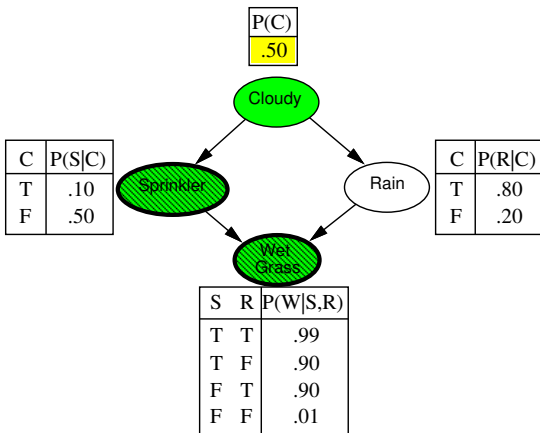 P(C)
.50
Cloudy
C P(S|C)
T .10
F .50
Sprinkler
Rain
C P(R|C)
T .80
F .20
Wet
Grass
S R P(W|S,R)
T T .99
T F .90
F T .90
F F .01